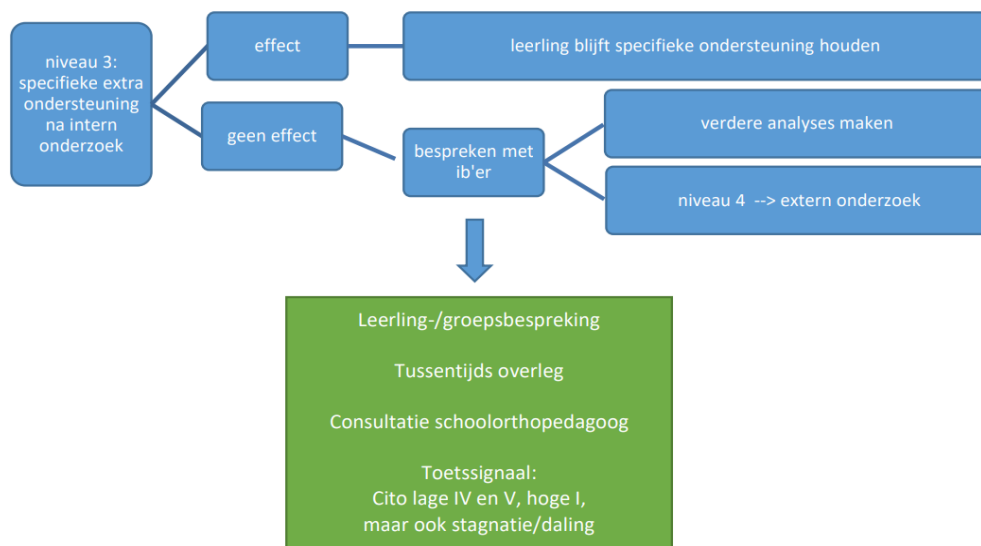 niveau 3:
specifieke extra
ondersteuning
na intern
onderzoek
effect
leerling blijft specifieke ondersteuning houden
geen effect
bespreken met
ib'er
verdere analyses maken
niveau 4 --> extern onderzoek
Leerling-/groepsbespreking
Tussentijds overleg
Consultatie schoolorthopedagoog
Toetssignaal:
Cito lage IV en V, hoge I,
maar ook stagnatie/daling